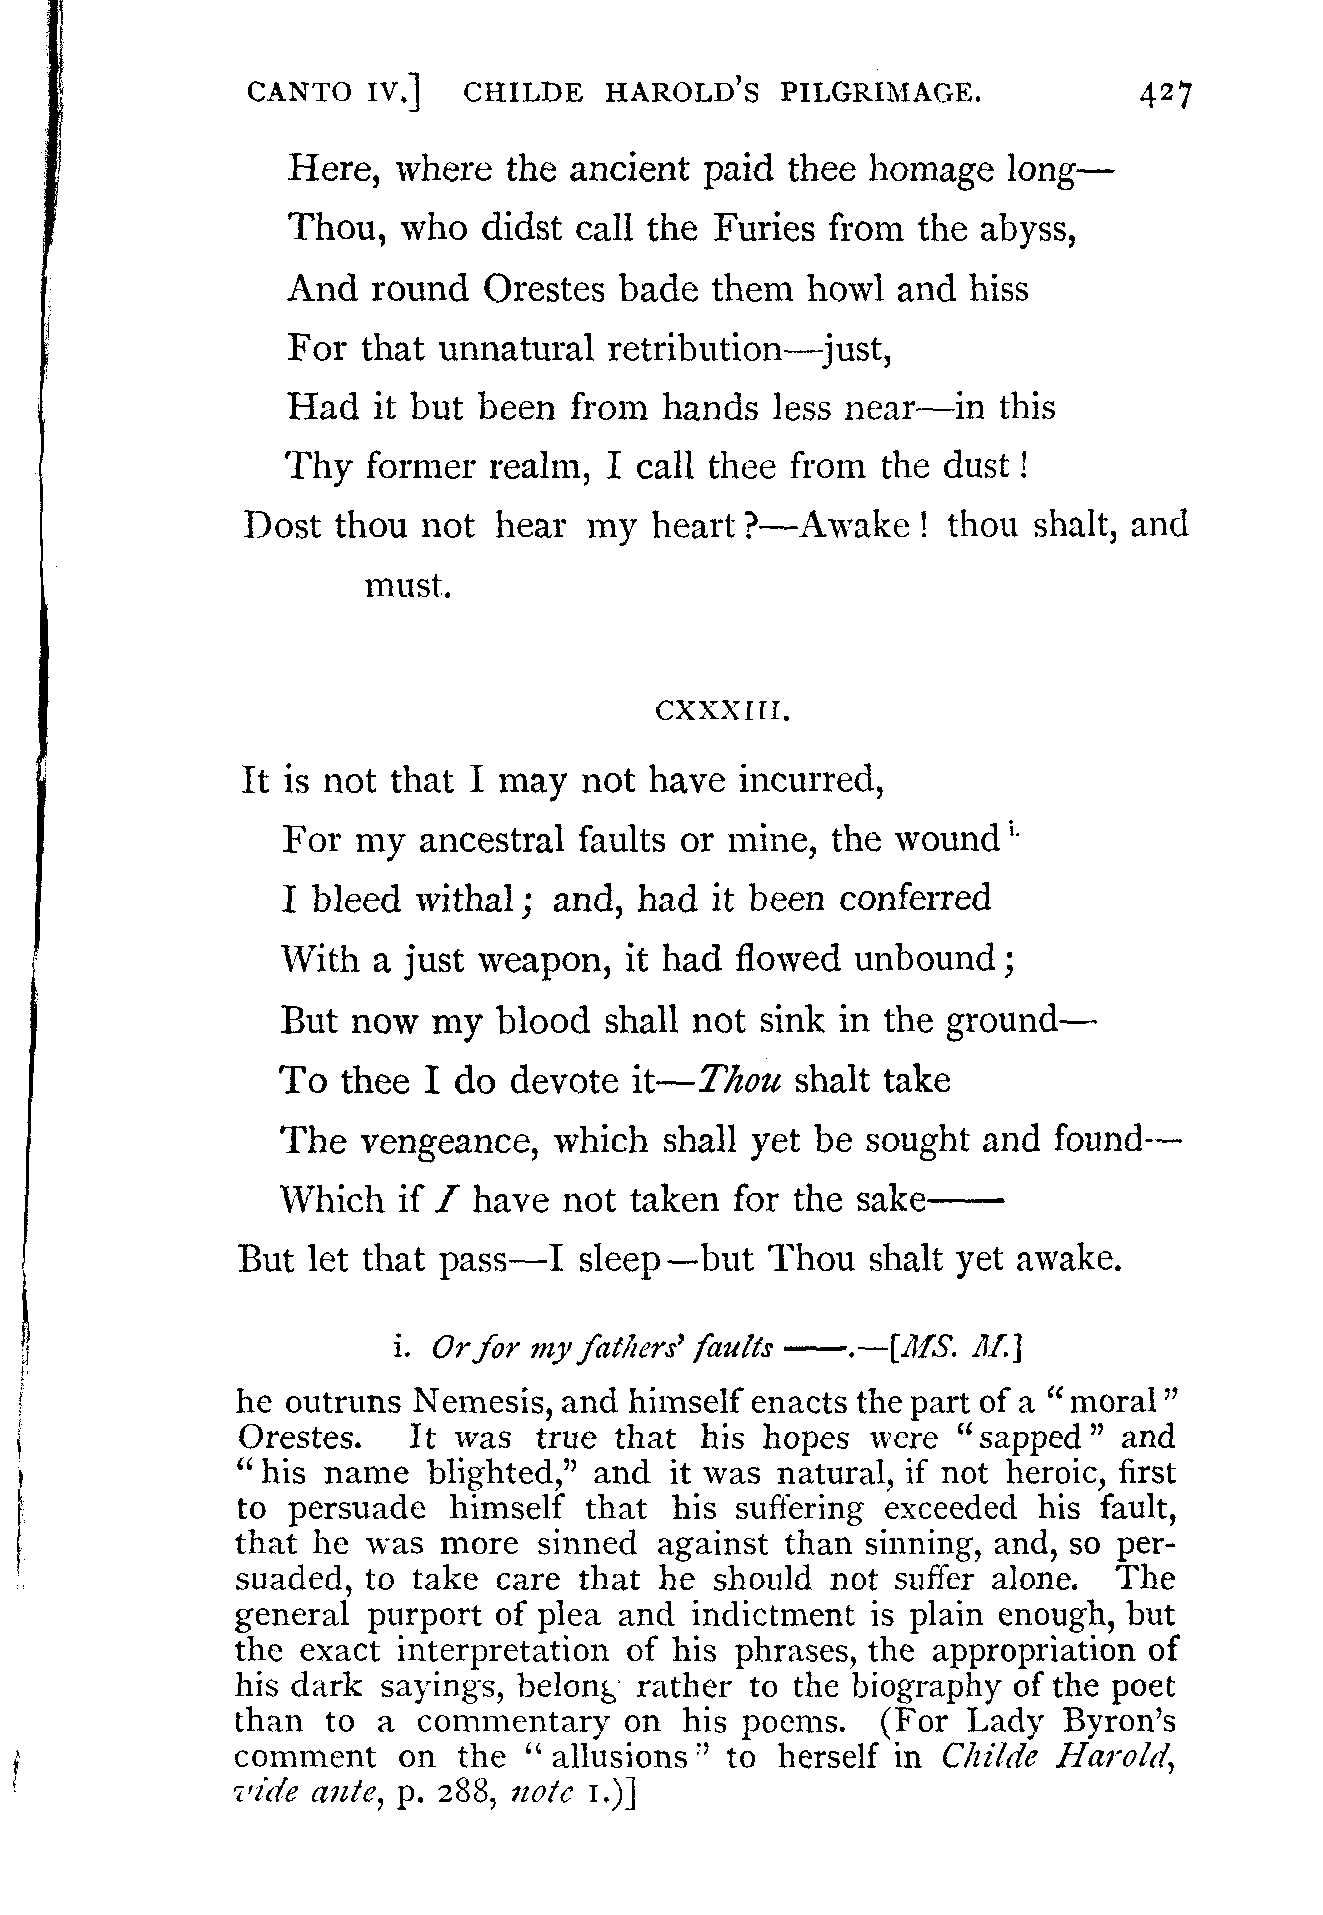 CANTO IV.] CHILDE HAROLD'S PILGRIMAGE. 427
Here, where the ancient paid thee homage long—
Thou, who didst call the Furies from the abyss,
And round Orestes bade them howl and hiss
For that unnatural retribution—just,
Had it but been from hands less near—in this
Thy former realm, I call thee from the dust!
Dost thou not hear my heart?—Awake! thou shalt, and
must.
CXXXIII.
It is not that I may not have incurred,
For my ancestral faults or mine, the wound i.
I bleed withal; and, had it been conferred
With a just weapon, it had flowed unbound;
But now my blood shall not sink in the ground—
To thee I do devote it—Thou shalt take
The vengeance, which shall yet be sought and found—
Which if I have not taken for the sake——
But let that pass—I sleep—but Thou shalt yet awake.
i. Or for my fathers' faults ——.—[MS. M.]
he outruns Nemesis, and himself enacts the part of a "moral"
Orestes. It was true that his hopes were "sapped" and
"his name blighted," and it was natural, if not heroic, first
to persuade himself that his suffering exceeded his fault,
that he was more sinned against than sinning, and, so per-
suaded, to take care that he should not suffer alone. The
general purport of plea and indictment is plain enough, but
the exact interpretation of his phrases, the appropriation of
his dark sayings, belong rather to the biography of the poet
than to a commentary on his poems. (For Lady Byron's
comment on the "allusions" to herself in Childe Harold,
vide ante, p. 288, note 1.)]